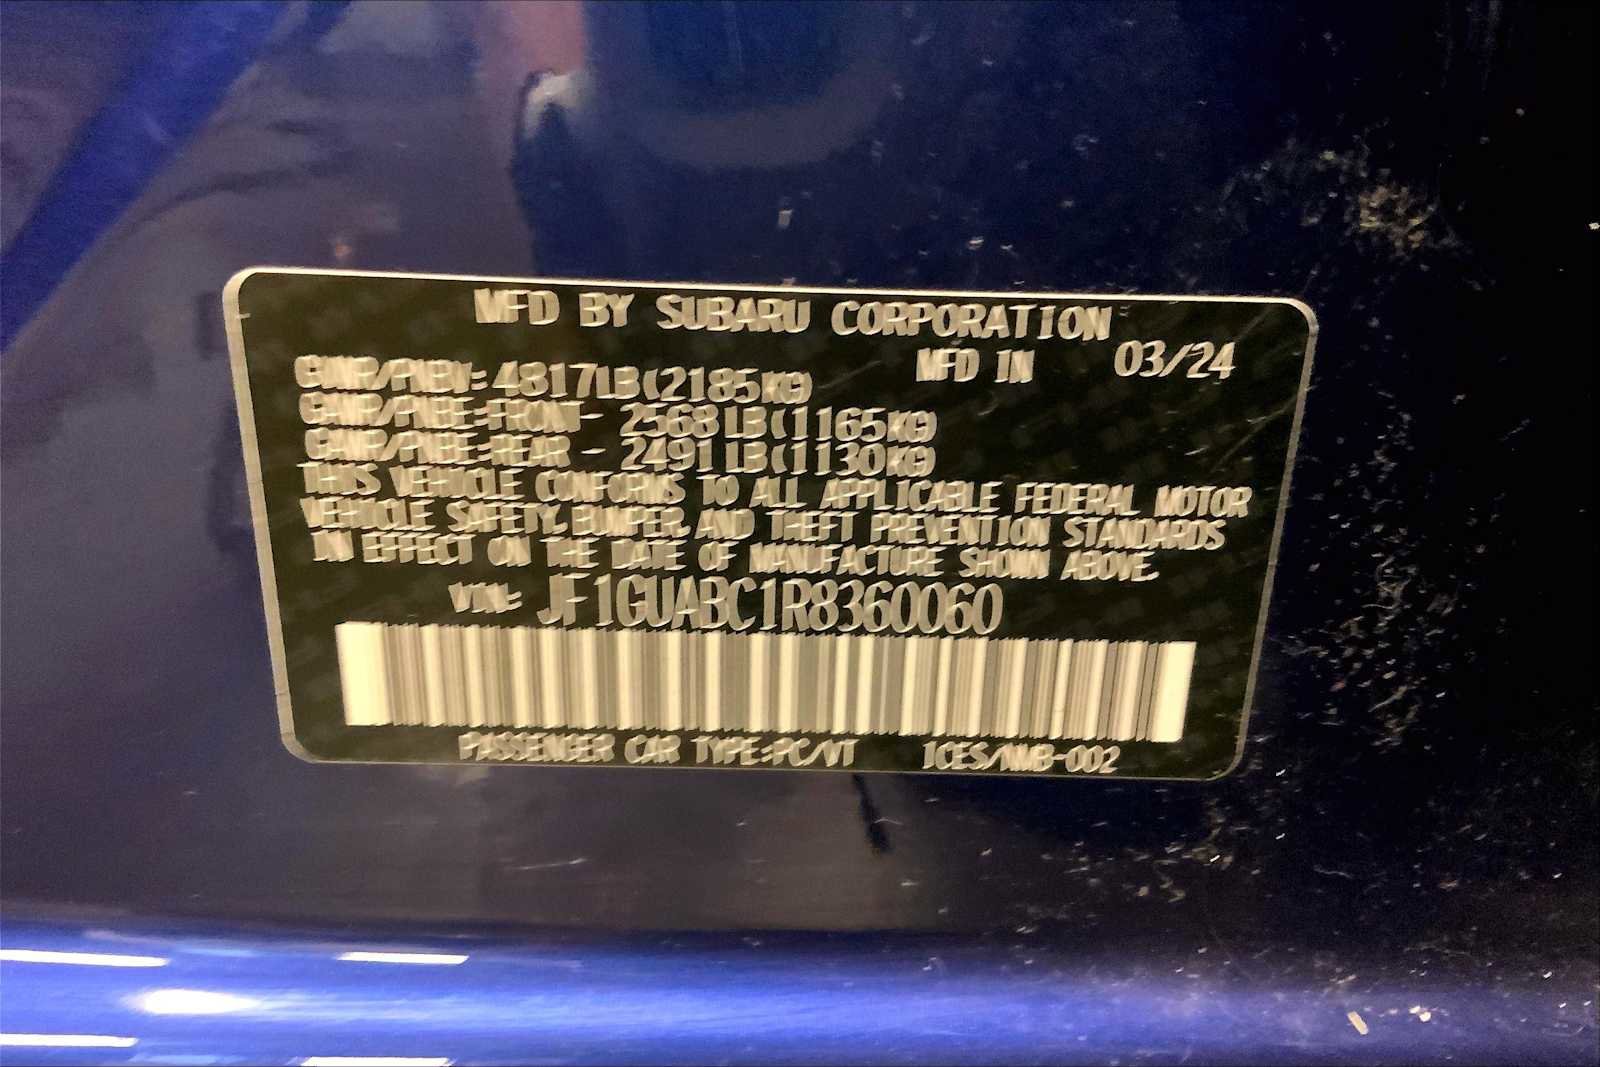 MFD BY SUBARU CORPORATION
MFD IN 03/24
GVWR/PNBV: 4817LB(2185KG)
GAWR/PNBE:FRONT- 2568LB(1165KG)
GAWR/PNBE:REAR - 2491LB(1130KG)
THIS VEHICLE CONFORMS TO ALL APPLICABLE FEDERAL MOTOR
VEHICLE SAFETY, BUMPER, AND THEFT PREVENTION STANDARDS
IN EFFECT ON THE DATE OF MANUFACTURE SHOWN ABOVE.
VIN: JF1GUABC1R8360060
PASSENGER CAR TYPE:PC/VT ICES/NMB-002